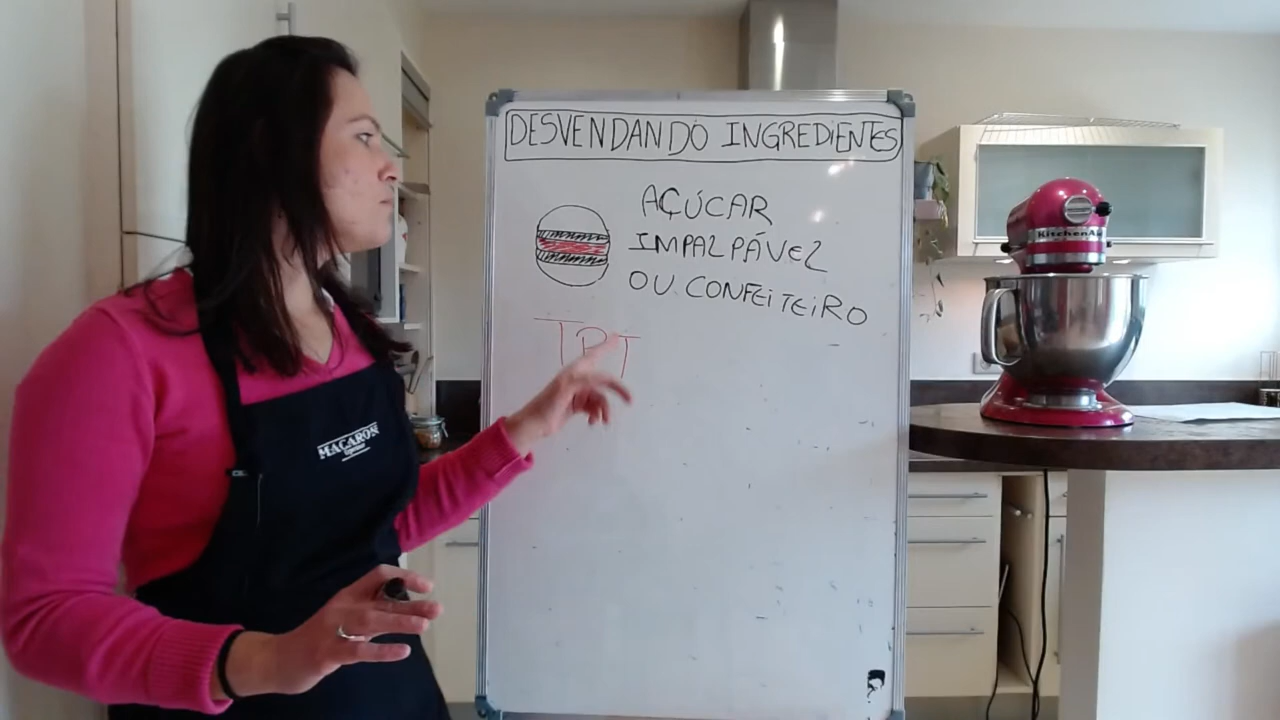 DESVENDANDO INGREDIENTES
AÇÚCAR
IMPALPÁVEL
OU CONFEITEIRO
TPT
MACARON
KitchenAid